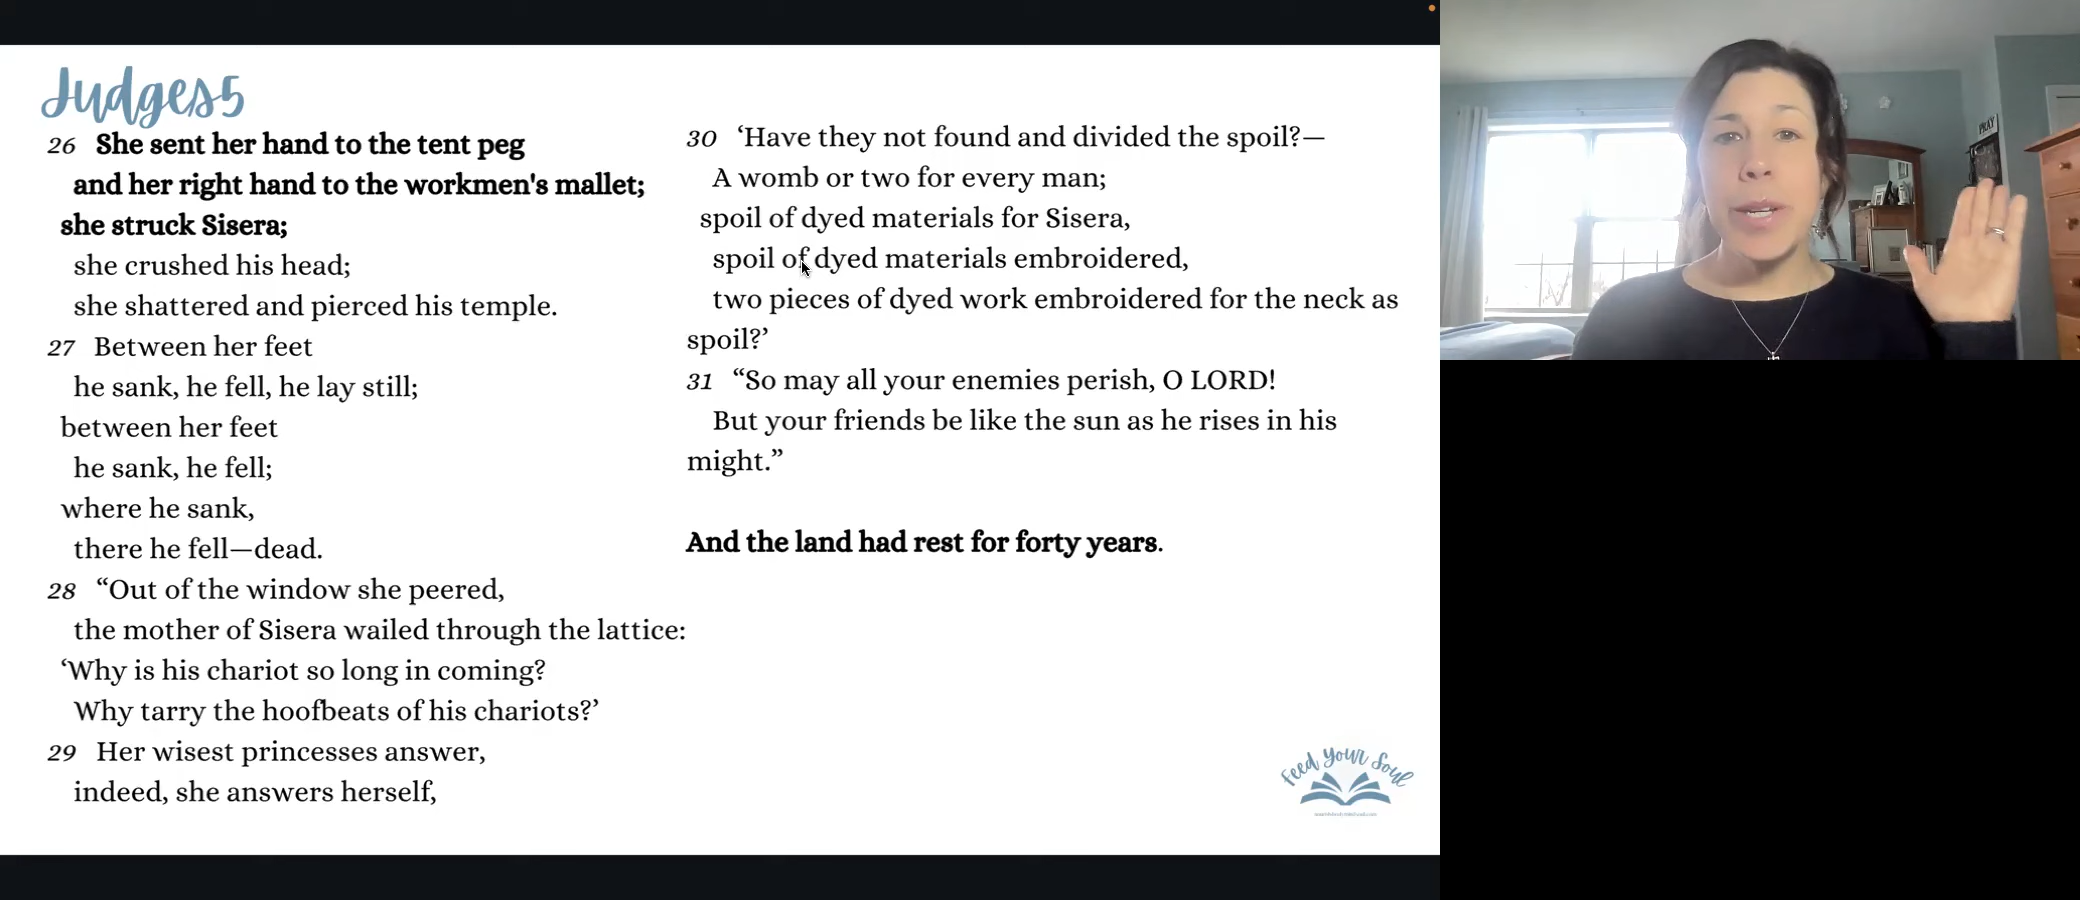 Judges 5
26 She sent her hand to the tent peg
and her right hand to the workmen's mallet;
she struck Sisera;
she crushed his head;
she shattered and pierced his temple.
27 Between her feet
he sank, he fell, he lay still;
between her feet
he sank, he fell;
where he sank,
there he fell—dead.
28 “Out of the window she peered,
the mother of Sisera wailed through the lattice:
‘Why is his chariot so long in coming?
Why tarry the hoofbeats of his chariots?’
29 Her wisest princesses answer,
indeed, she answers herself,
30 ‘Have they not found and divided the spoil?—
A womb or two for every man;
spoil of dyed materials for Sisera,
spoil of dyed materials embroidered,
two pieces of dyed work embroidered for the neck as
spoil?’
31 “So may all your enemies perish, O LORD!
But your friends be like the sun as he rises in his
might.”
And the land had rest for forty years.
Feed Your Soul
PRAY